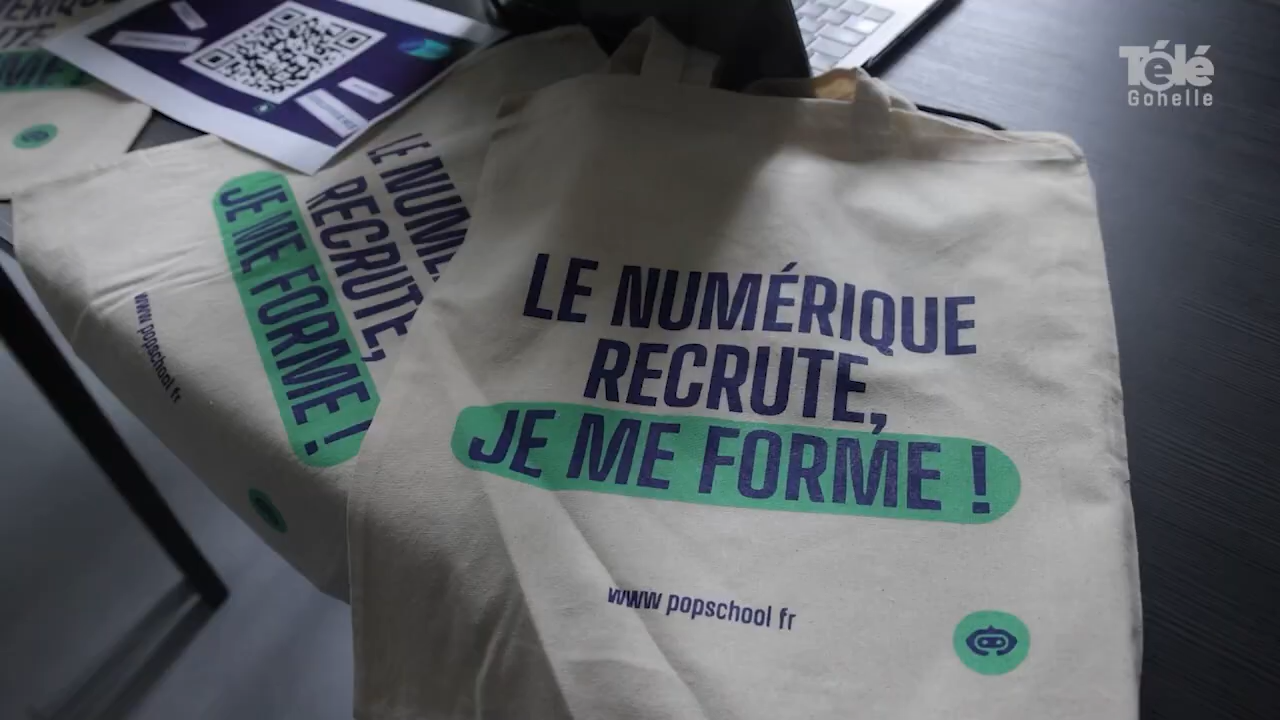 Télé
Gohelle
LE NUMÉRIQUE
RECRUTE,
JE ME FORME !
www popschool fr
LE NUMÉ
RECRUTE,
JE ME FORME !
www popschool fr